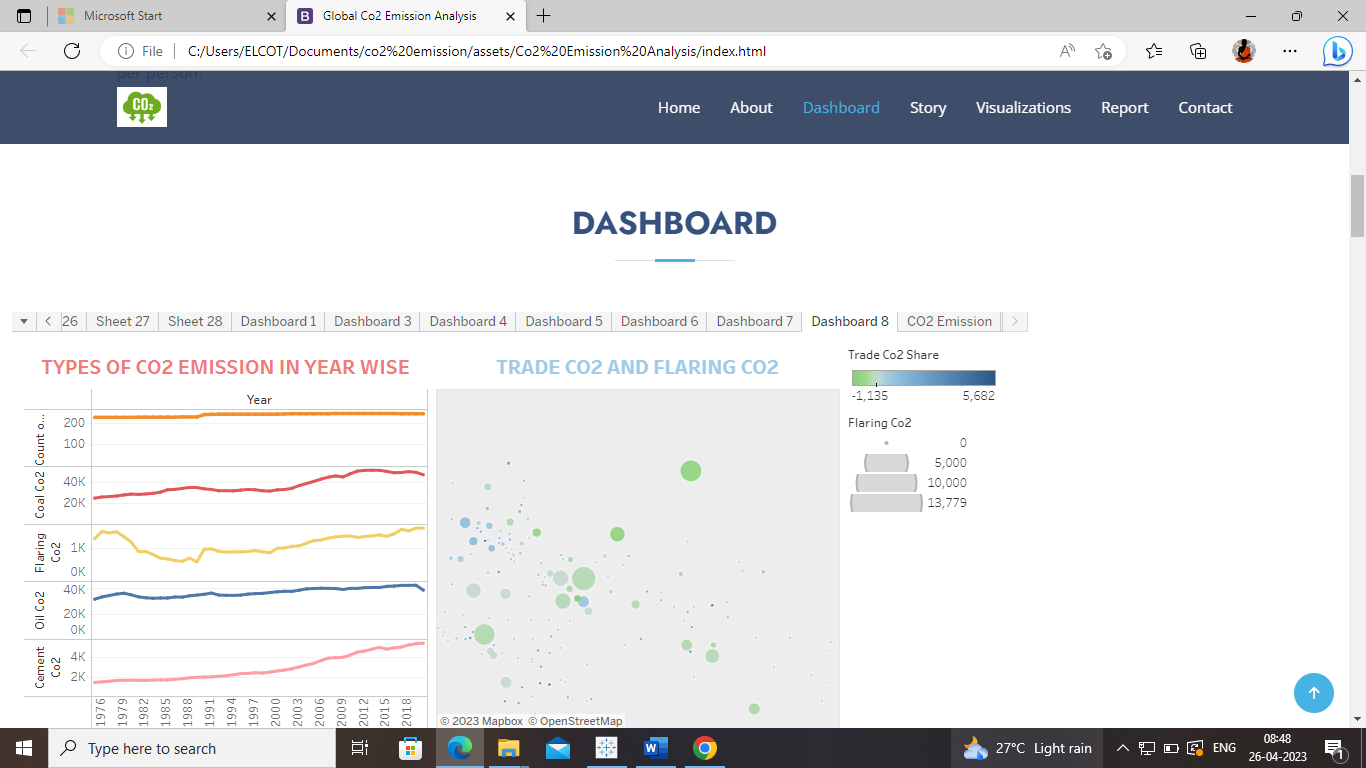 Microsoft Start
Global Co2 Emission Analysis
File
C:/Users/ELCOT/Documents/co2%20emission/assets/Co2%20Emission%20Analysis/index.html
per person.
CO₂
Home About Dashboard Story Visualizations Report Contact
DASHBOARD
26 Sheet 27 Sheet 28 Dashboard 1 Dashboard 3 Dashboard 4 Dashboard 5 Dashboard 6 Dashboard 7 Dashboard 8 CO2 Emission
TYPES OF CO2 EMISSION IN YEAR WISE
Year
Count o...
200
100
Coal Co2
40K
20K
Flaring
Co2
1K
0K
Oil Co2
40K
20K
0K
Cement
Co2
4K
2K
1976 1979 1982 1985 1988 1991 1994 1997 2000 2003 2006 2009 2012 2015 2018
TRADE CO2 AND FLARING CO2
© 2023 Mapbox © OpenStreetMap
Trade Co2 Share
-1,135 5,682
Flaring Co2
0
5,000
10,000
13,779
Type here to search
27°C Light rain
ENG
08:48
26-04-2023
1